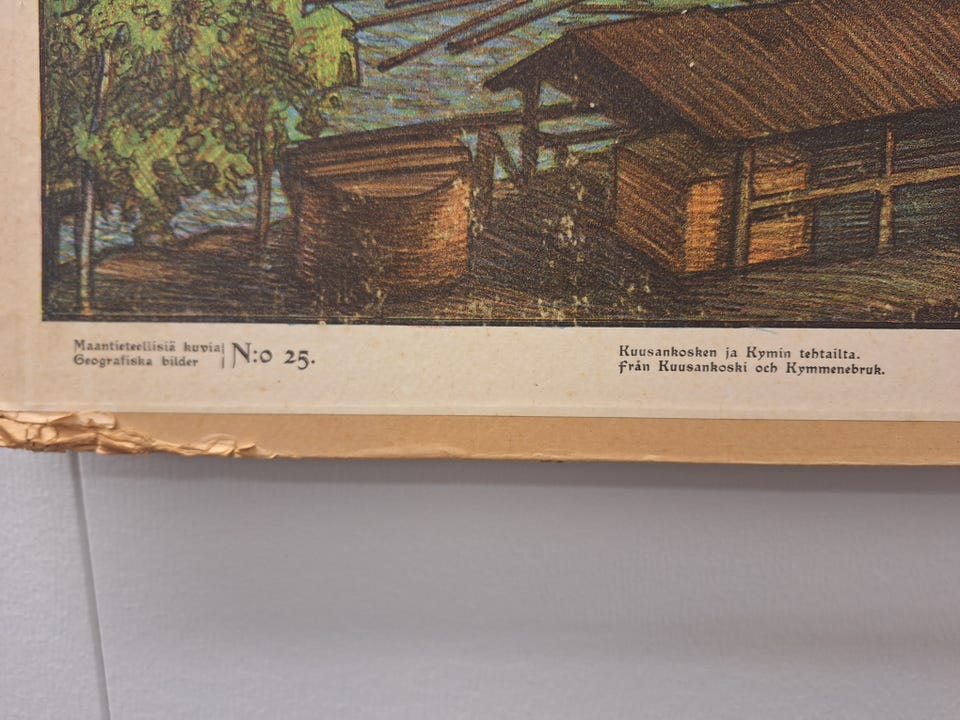 Maantieteellisiä kuvia
Geografiska bilder
N:o 25.
Kuusankosken ja Kymin tehtailta.
Från Kuusankoski och Kymmenebruk.